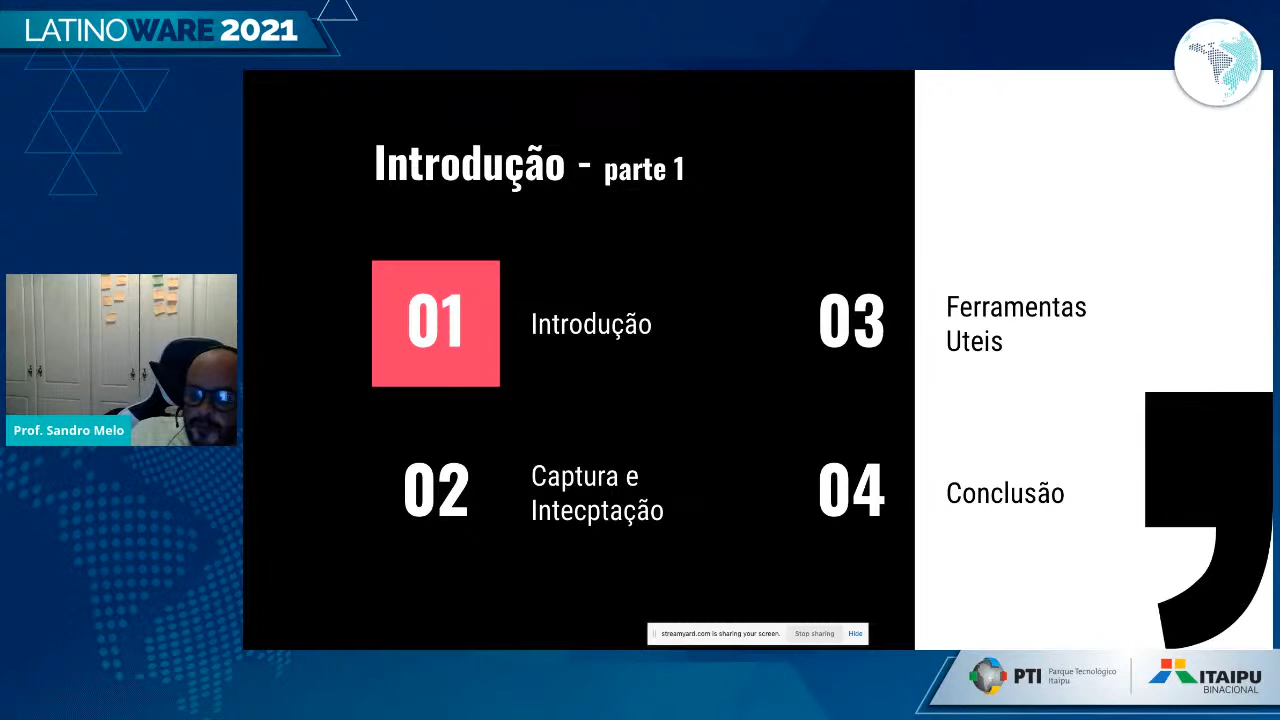 LATINOWARE 2021
Introdução - parte 1
01
Introdução
03
Ferramentas
Uteis
02
Captura e
Intecptação
04
Conclusão
Prof. Sandro Melo
streamyard.com is sharing your screen.
Stop sharing
Hide
PTI
Parque Tecnológico
Itaipu
ITAIPU
BINACIONAL